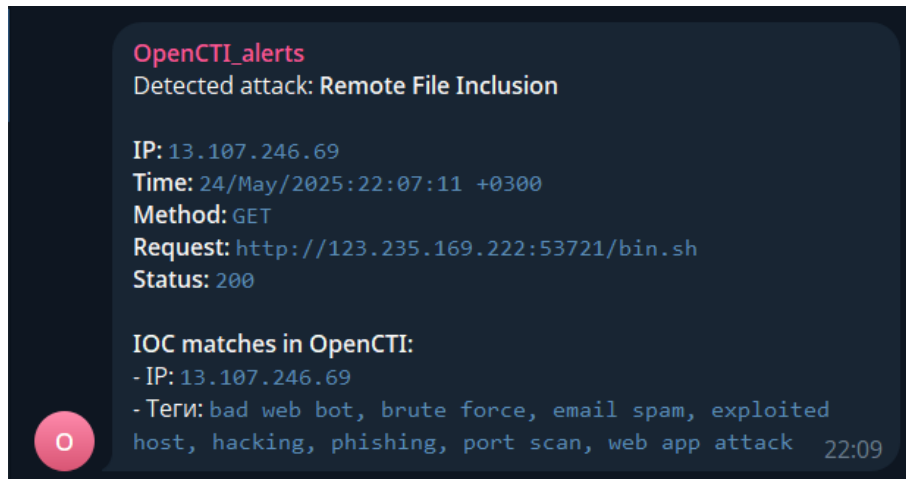 OpenCTI_alerts
Detected attack: Remote File Inclusion
IP: 13.107.246.69
Time: 24/May/2025:22:07:11 +0300
Method: GET
Request: http://123.235.169.222:53721/bin.sh
Status: 200
IOC matches in OpenCTI:
- IP: 13.107.246.69
- Теги: bad web bot, brute force, email spam, exploited
host, hacking, phishing, port scan, web app attack 22:09
O